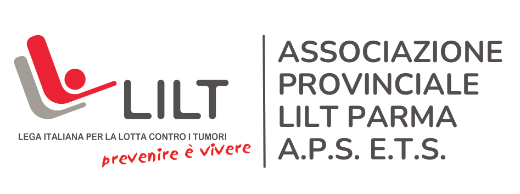 LILT
LEGA ITALIANA PER LA LOTTA CONTRO I TUMORI
prevenire è vivere
ASSOCIAZIONE
PROVINCIALE
LILT PARMA
A.P.S. E.T.S.